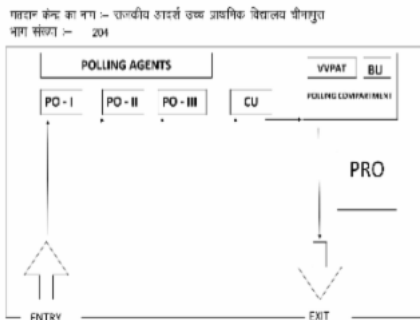 मतदान केन्द्र का नाम :– राजकीय आदर्श उच्च प्राथमिक विद्यालय चीनापुरा
भाग संख्या :– 204
POLLING AGENTS
VVPAT BU
PO - I PO - II PO - III CU POLLING COMPARTMENT
PRO
ENTRY EXIT